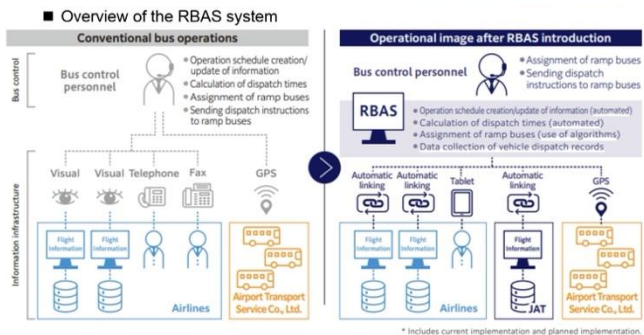 ■ Overview of the RBAS system
Conventional bus operations
Bus control
Bus control
personnel
• Operation schedule creation/
update of information
• Calculation of dispatch times
• Assignment of ramp buses
• Sending dispatch instructions
to ramp buses
Information infrastructure
Visual
Visual
Telephone
Fax
GPS
Flight
Information
Flight
Information
Airlines
Airport Transport
Service Co., Ltd.
Operational image after RBAS introduction
Bus control personnel
• Assignment of ramp buses
• Sending dispatch
instructions to ramp buses
RBAS
• Operation schedule creation/update of information (automated)
• Calculation of dispatch times (automated)
• Assignment of ramp buses (use of algorithms)
• Data collection of vehicle dispatch records
Automatic
linking
Automatic
linking
Tablet
Automatic
linking
GPS
Flight
Information
Flight
Information
Airlines
Flight
Information
JAT
Airport Transport
Service Co., Ltd.
* Includes current implementation and planned implementation.